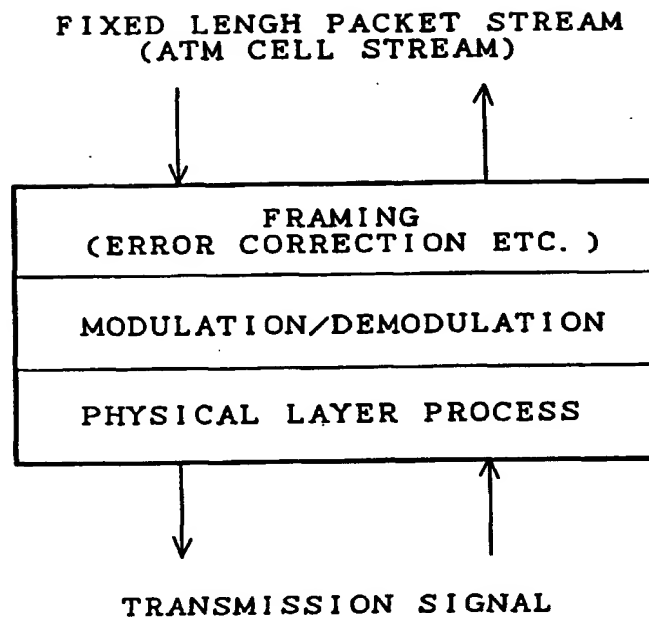 FIXED LENGH PACKET STREAM
(ATM CELL STREAM)
FRAMING
(ERROR CORRECTION ETC.)
MODULATION/DEMODULATION
PHYSICAL LAYER PROCESS
TRANSMISSION SIGNAL